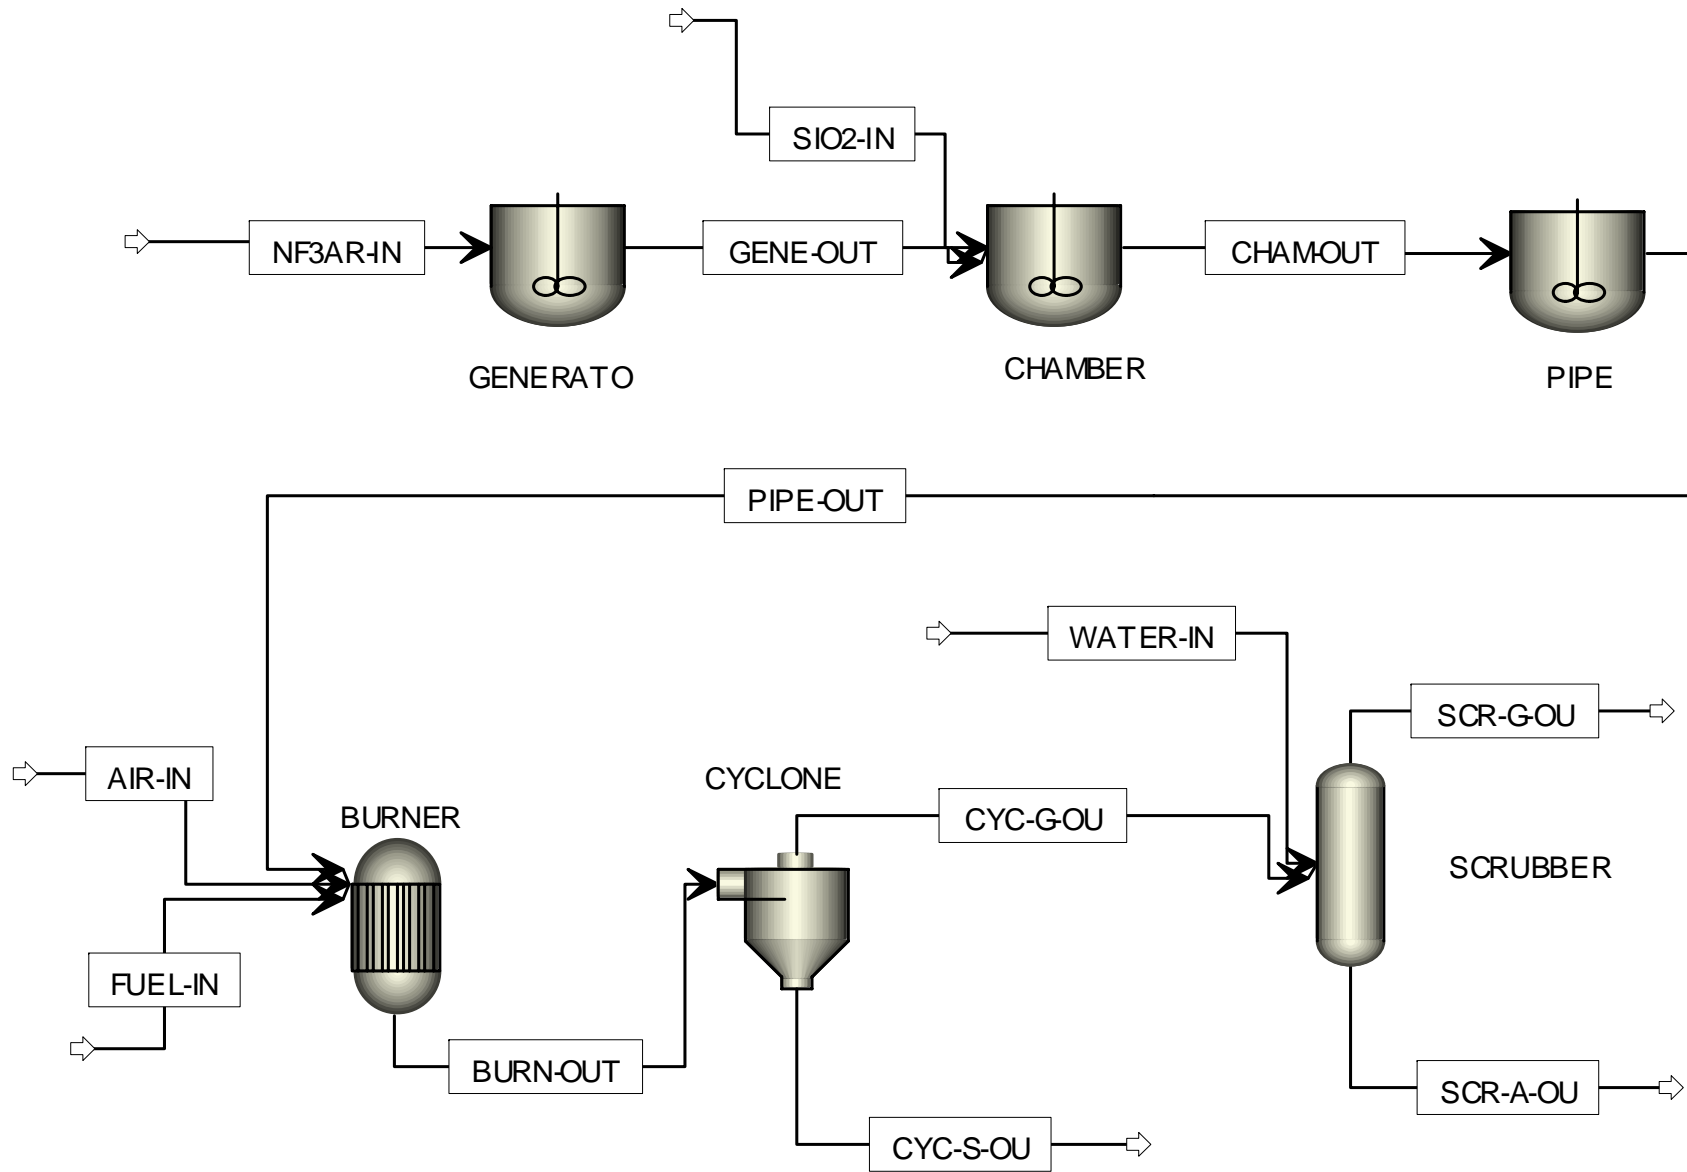 SIO2-IN
NF3AR-IN
GENE-OUT
CHAM-OUT
GENERATO
CHAMBER
PIPE
PIPE-OUT
WATER-IN
SCR-G-OU
AIR-IN
CYCLONE
BURNER
CYC-G-OU
SCRUBBER
FUEL-IN
BURN-OUT
SCR-A-OU
CYC-S-OU